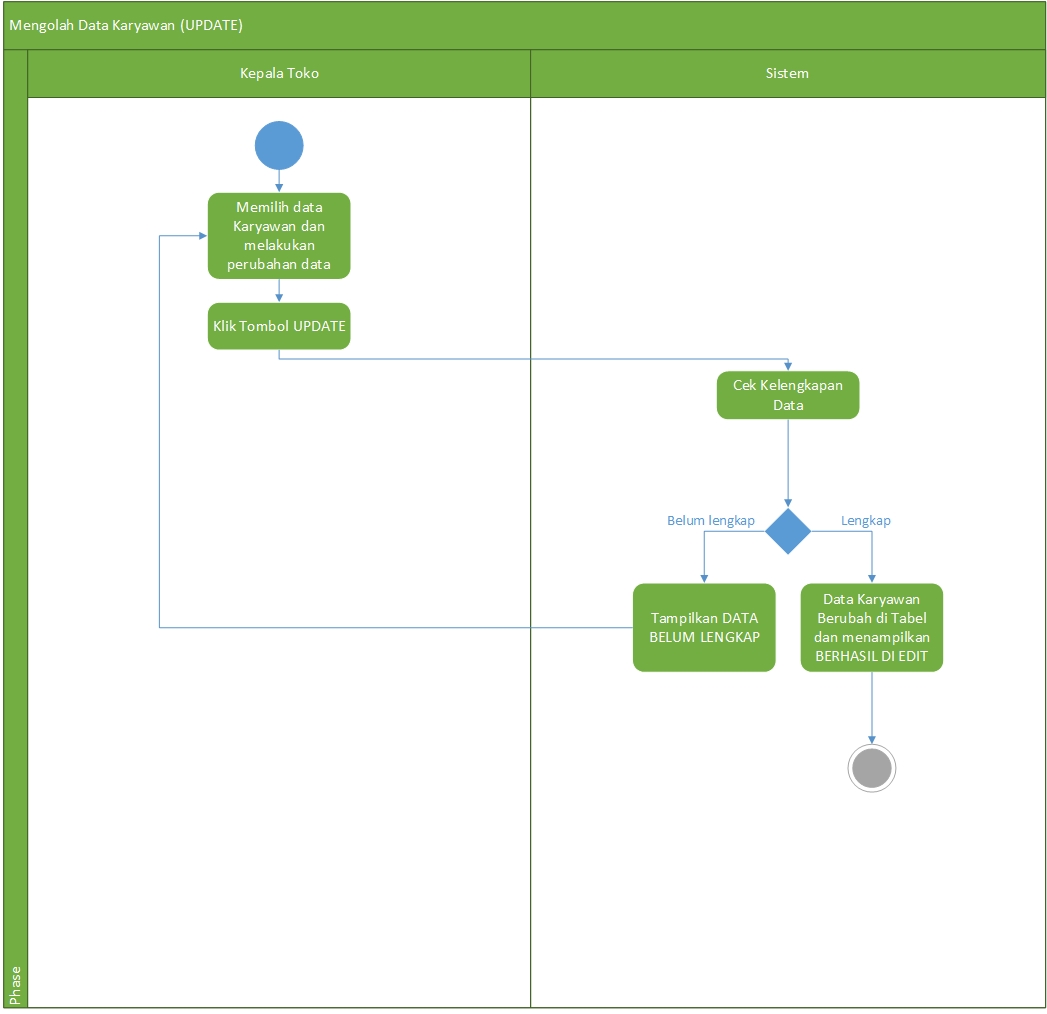 Mengolah Data Karyawan (UPDATE)
Kepala Toko
Sistem
Memilih data
Karyawan dan
melakukan
perubahan data
Klik Tombol UPDATE
Cek Kelengkapan
Data
Belum lengkap
Lengkap
Tampilkan DATA
BELUM LENGKAP
Data Karyawan
Berubah di Tabel
dan menampilkan
BERHASIL DI EDIT
Phase